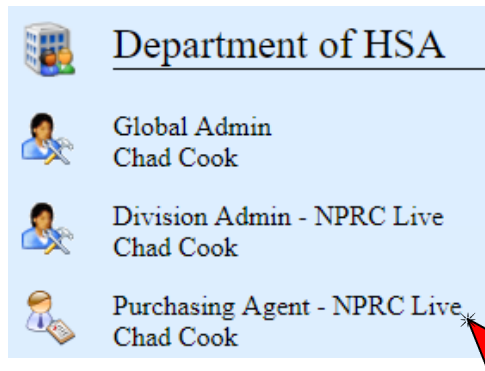 Department of HSA
Global Admin
Chad Cook
Division Admin - NPRC Live
Chad Cook
Purchasing Agent - NPRC Live
Chad Cook